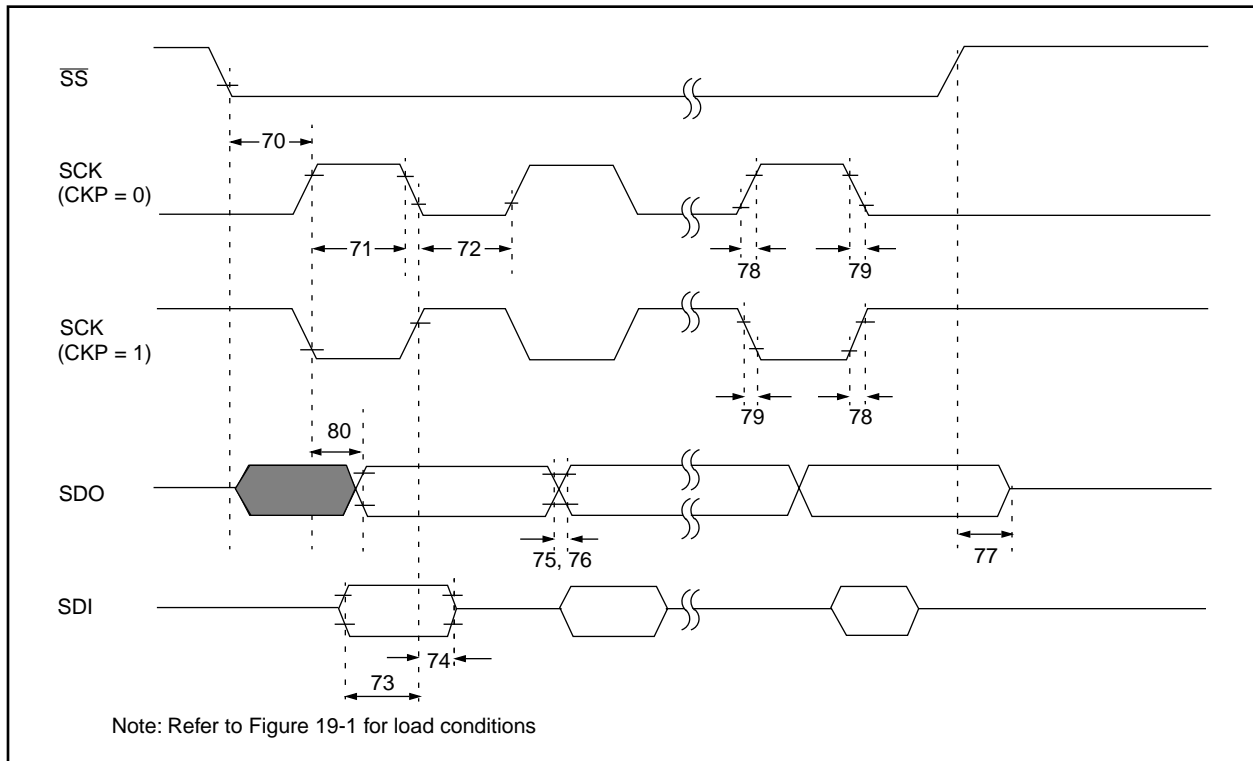 SS
70
SCK
(CKP = 0)
71
72
78
79
SCK
(CKP = 1)
79
78
80
SDO
75, 76
77
SDI
74
73
Note: Refer to Figure 19-1 for load conditions